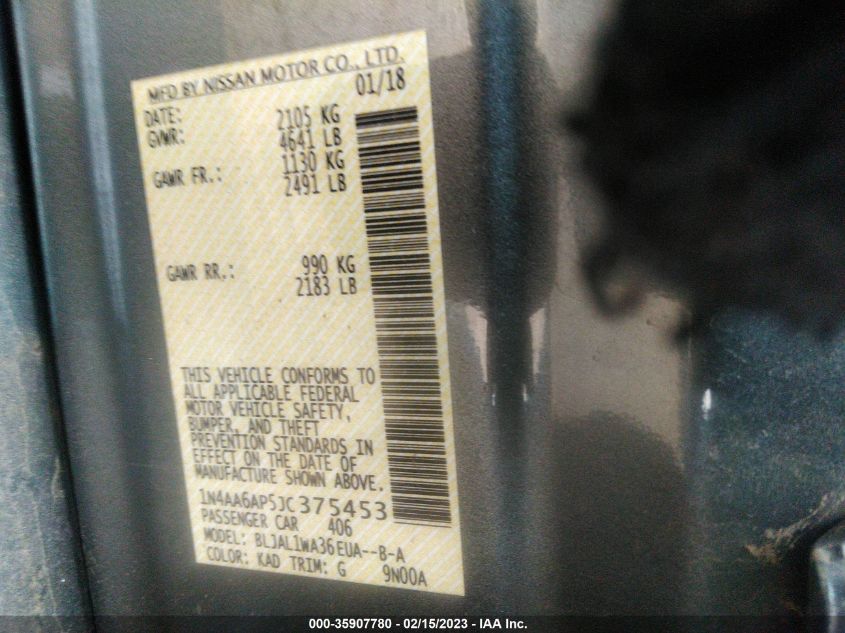 MFD BY NISSAN MOTOR CO., LTD.
DATE: 01/18
GVWR: 2105 KG
4641 LB
GAWR FR.: 1130 KG
2491 LB
GAWR RR.: 990 KG
2183 LB
THIS VEHICLE CONFORMS TO
ALL APPLICABLE FEDERAL
MOTOR VEHICLE SAFETY,
BUMPER, AND THEFT
PREVENTION STANDARDS IN
EFFECT ON THE DATE OF
MANUFACTURE SHOWN ABOVE.
1N4AA6AP5JC375453
PASSENGER CAR 406
MODEL: BLJAL1WA36EUA--B-A
COLOR: KAD TRIM: G 9N00A
000-35907780 - 02/15/2023 - IAA Inc.